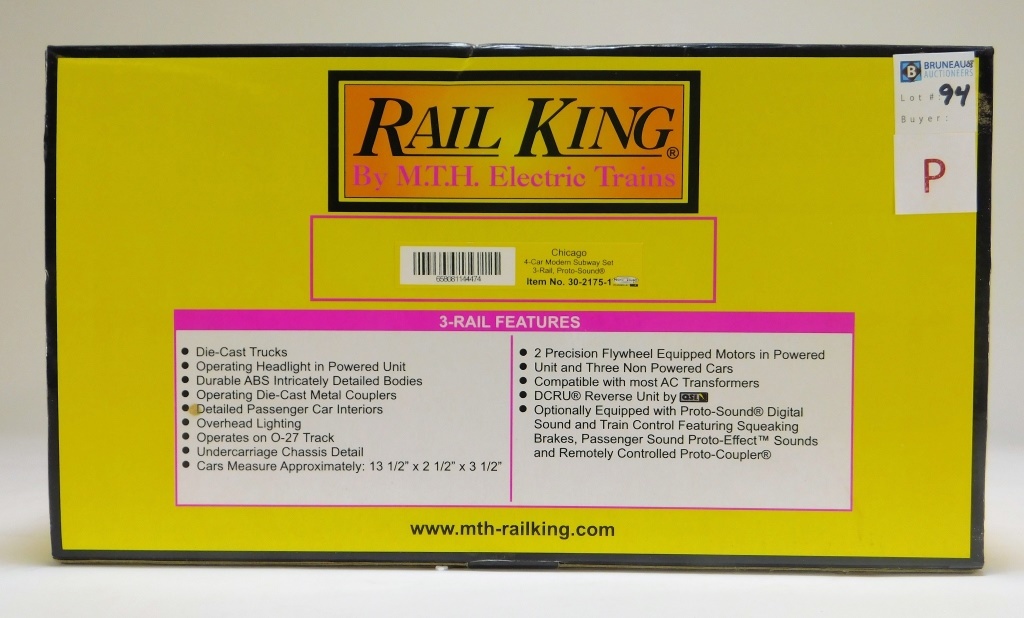 RAIL KING®
By M.T.H. Electric Trains
BRUNEAU &
AUCTIONEERS
Lot # 94
Buyer:
P
Chicago
4-Car Modern Subway Set
3-Rail, Proto-Sound®
Item No. 30-2175-1
658081144474
3-RAIL FEATURES
● Die-Cast Trucks
● Operating Headlight in Powered Unit
● Durable ABS Intricately Detailed Bodies
● Operating Die-Cast Metal Couplers
● Detailed Passenger Car Interiors
● Overhead Lighting
● Operates on O-27 Track
● Undercarriage Chassis Detail
● Cars Measure Approximately: 13 1/2" x 2 1/2" x 3 1/2"
● 2 Precision Flywheel Equipped Motors in Powered
● Unit and Three Non Powered Cars
● Compatible with most AC Transformers
● DCRU® Reverse Unit by QSI
● Optionally Equipped with Proto-Sound® Digital
Sound and Train Control Featuring Squeaking
Brakes, Passenger Sound Proto-Effect™ Sounds
and Remotely Controlled Proto-Coupler®
www.mth-railking.com